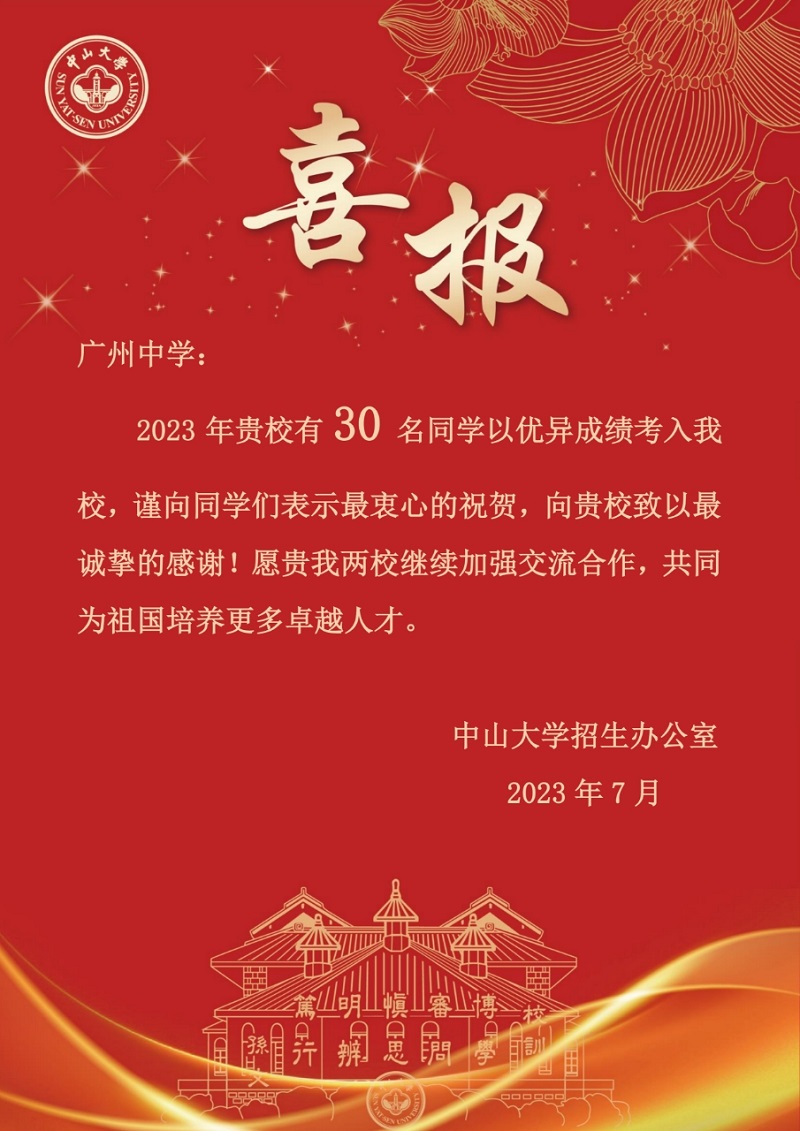 中山大学
SUN YAT-SEN UNIVERSITY
喜报
广州中学：
2023 年贵校有 30 名同学以优异成绩考入我
校，谨向同学们表示最衷心的祝贺，向贵校致以最
诚挚的感谢！愿贵我两校继续加强交流合作，共同
为祖国培养更多卓越人才。
中山大学招生办公室
2023 年 7 月
校訓
博學
審問
慎思
明辨
篤行
孫文
SUN YAT-SEN UNIVERSITY